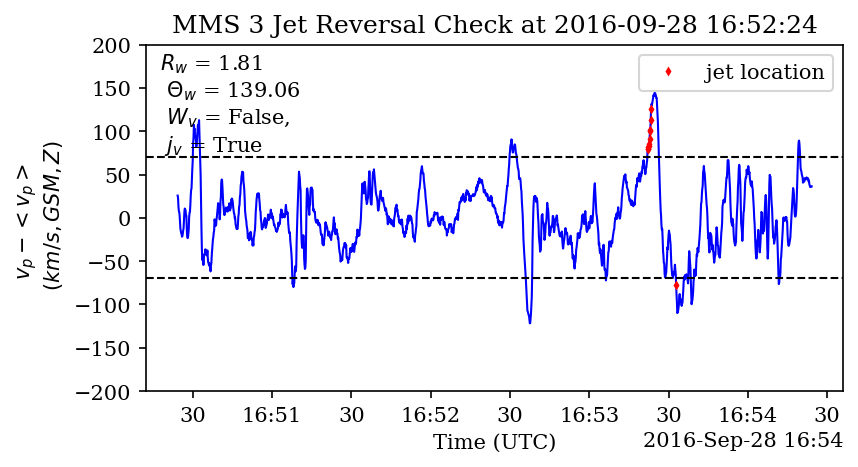 MMS 3 Jet Reversal Check at 2016-09-28 16:52:24
R_w = 1.81
Θ_w = 139.06
W_v = False,
j_v = True
jet location
v_p − <v_p>
(km/s, GSM, Z)
200
150
100
50
0
−50
−100
−150
−200
30 16:51 30 16:52 30 16:53 30 16:54 30
Time (UTC)
2016-Sep-28 16:54